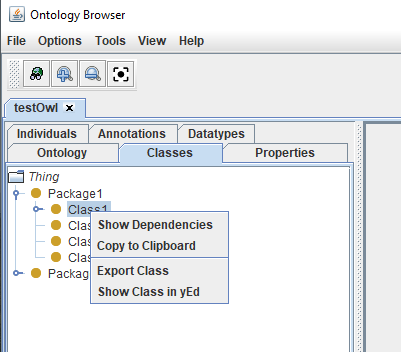 Ontology Browser
File Options Tools View Help
testOwl
Individuals Annotations Datatypes
Ontology Classes Properties
Thing
Package1
Class1
Show Dependencies
Clas
Copy to Clipboard
Clas
Clas
Export Class
Packag
Show Class in yEd